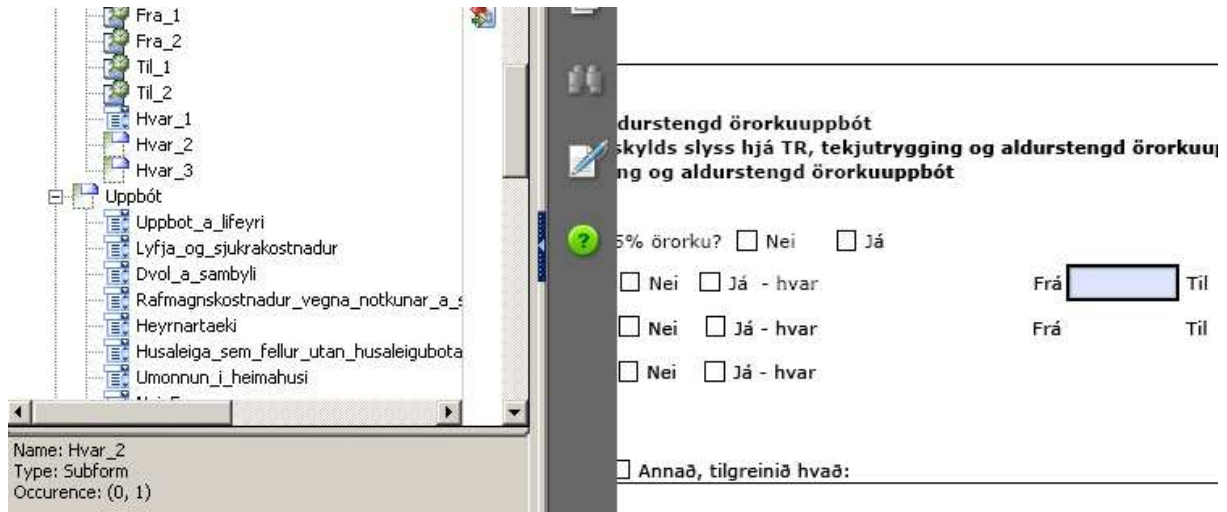 Fra_1
Fra_2
Til_1
Til_2
Hvar_1
Hvar_2
Hvar_3
Uppbót
Uppbot_a_lifeyri
Lyfja_og_sjukrakostnadur
Dvol_a_sambyli
Rafmagnskostnadur_vegna_notkunar_a_s
Heyrnartaeki
Husaleiga_sem_fellur_utan_husaleigubota
Umonnun_i_heimahusi
Name: Hvar_2
Type: Subform
Occurence: (0, 1)
durstengd örorkuuppbót
skylds slyss hjá TR, tekjutrygging og aldurstengd örorkuu
ng og aldurstengd örorkuuppbót
5% örorku? Nei Já
Nei Já - hvar Frá Til
Nei Já - hvar Frá Til
Nei Já - hvar
Annað, tilgreinið hvað: